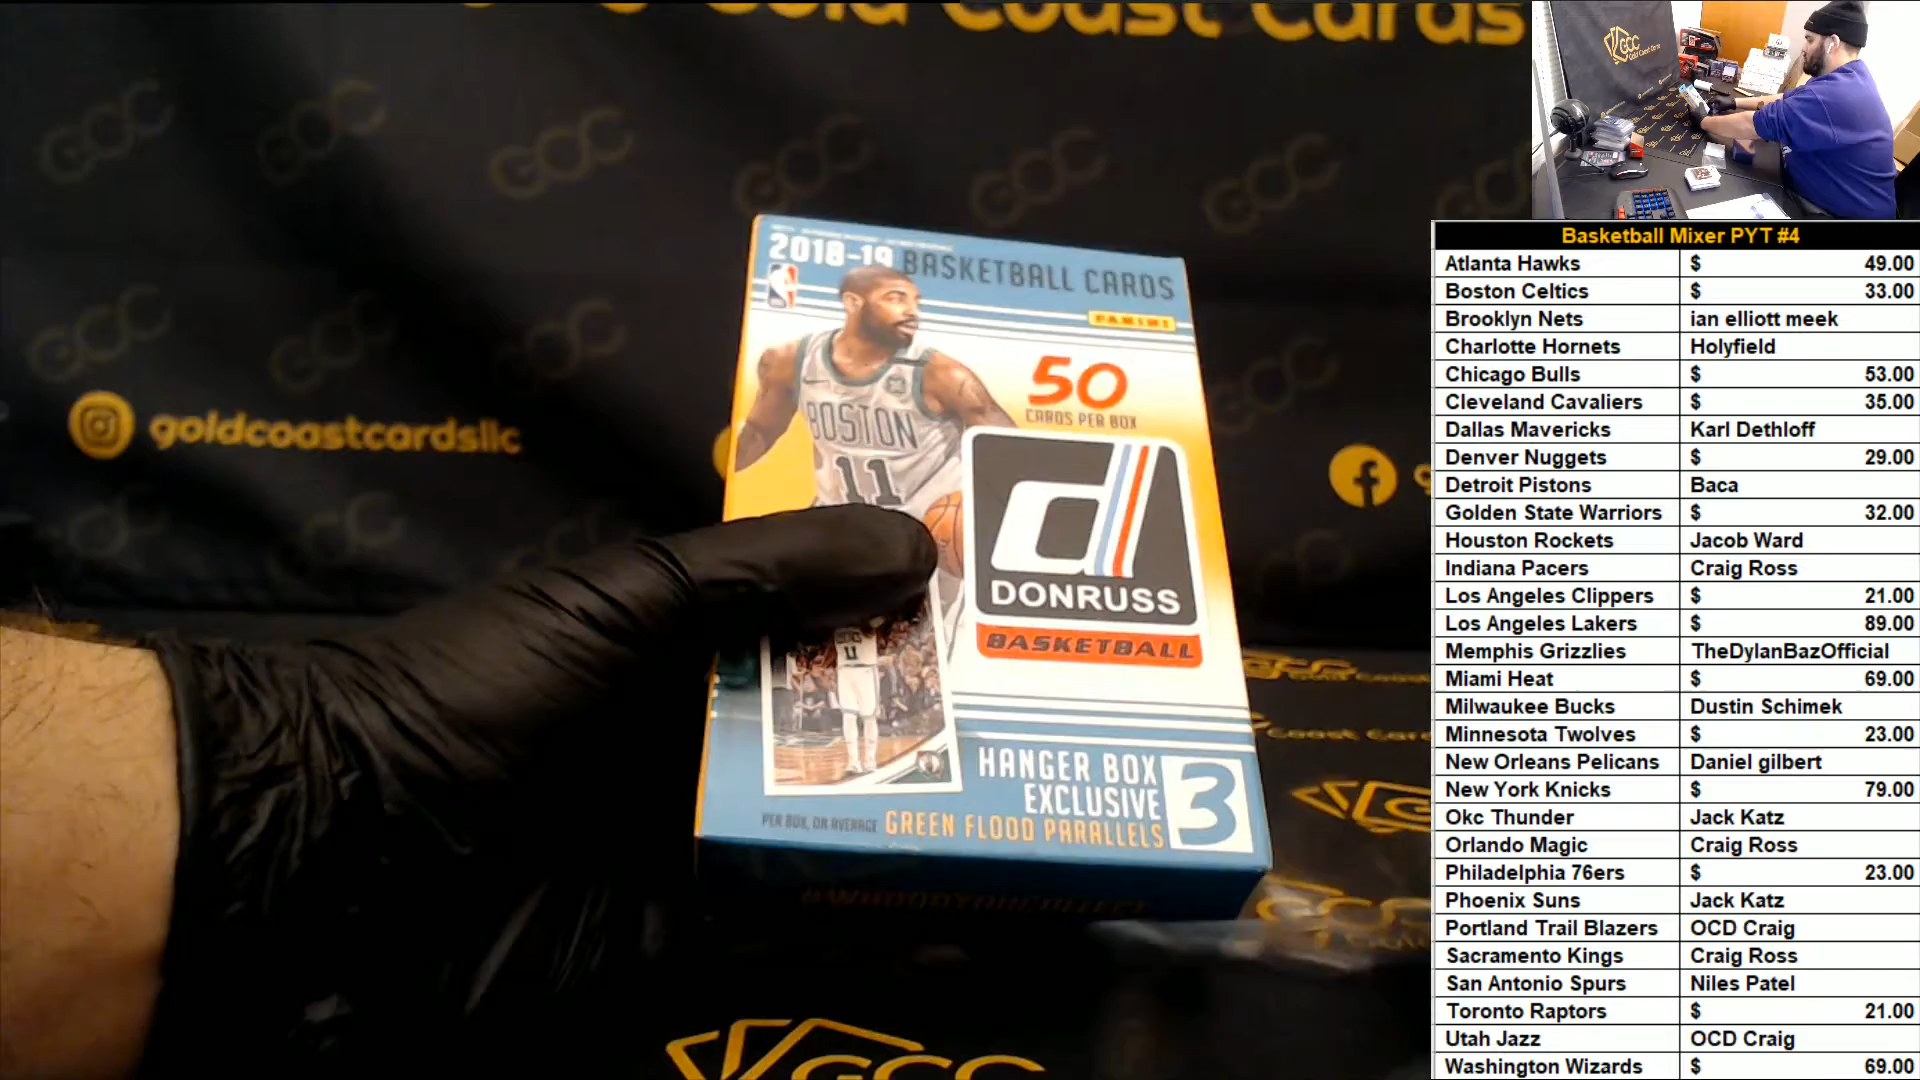 Gold Coast Cards
GCC
goldcoastcardsllc
2018-19 BASKETBALL CARDS
PANINI
50
CARDS PER BOX
BOSTON
11
d
DONRUSS
BASKETBALL
HANGER BOX
EXCLUSIVE
3
PER BOX, ON AVERAGE GREEN FLOOD PARALLELS
GCC
Basketball Mixer PYT #4
Atlanta Hawks $ 49.00
Boston Celtics $ 33.00
Brooklyn Nets ian elliott meek
Charlotte Hornets Holyfield
Chicago Bulls $ 53.00
Cleveland Cavaliers $ 35.00
Dallas Mavericks Karl Dethloff
Denver Nuggets $ 29.00
Detroit Pistons Baca
Golden State Warriors $ 32.00
Houston Rockets Jacob Ward
Indiana Pacers Craig Ross
Los Angeles Clippers $ 21.00
Los Angeles Lakers $ 89.00
Memphis Grizzlies TheDylanBazOfficial
Miami Heat $ 69.00
Milwaukee Bucks Dustin Schimek
Minnesota Twolves $ 23.00
New Orleans Pelicans Daniel gilbert
New York Knicks $ 79.00
Okc Thunder Jack Katz
Orlando Magic Craig Ross
Philadelphia 76ers $ 23.00
Phoenix Suns Jack Katz
Portland Trail Blazers OCD Craig
Sacramento Kings Craig Ross
San Antonio Spurs Niles Patel
Toronto Raptors $ 21.00
Utah Jazz OCD Craig
Washington Wizards $ 69.00